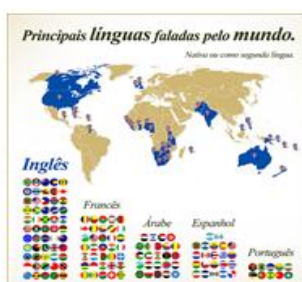 Principais línguas faladas pelo mundo.
Nativa ou como segunda língua.
Inglês
Francês
Árabe
Espanhol
Português